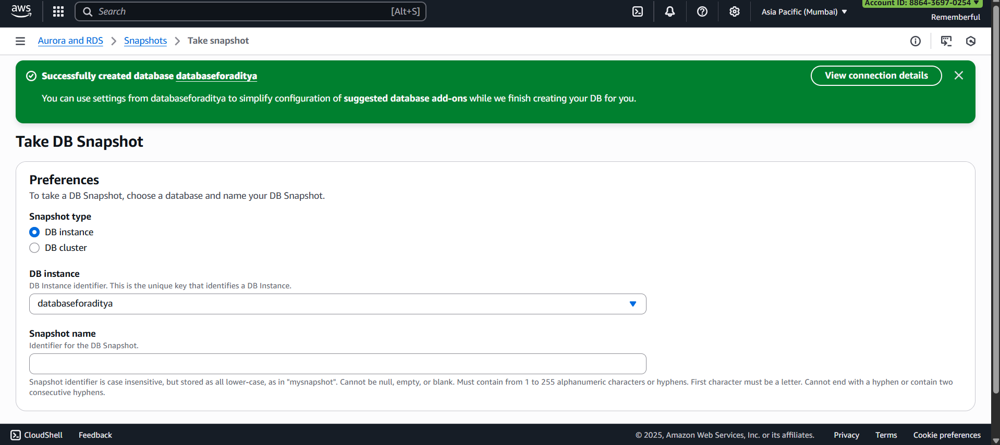 aws
Search
[Alt+S]
Asia Pacific (Mumbai)
Account ID: 8864-3697-0254
Rememberful
Aurora and RDS
Snapshots
Take snapshot
Successfully created database databaseforaditya
View connection details
You can use settings from databaseforaditya to simplify configuration of suggested database add-ons while we finish creating your DB for you.
Take DB Snapshot
Preferences
To take a DB Snapshot, choose a database and name your DB Snapshot.
Snapshot type
DB instance
DB cluster
DB instance
DB Instance identifier. This is the unique key that identifies a DB Instance.
databaseforaditya
Snapshot name
Identifier for the DB Snapshot.
Snapshot identifier is case insensitive, but stored as all lower-case, as in "mysnapshot". Cannot be null, empty, or blank. Must contain from 1 to 255 alphanumeric characters or hyphens. First character must be a letter. Cannot end with a hyphen or contain two
consecutive hyphens.
CloudShell
Feedback
© 2025, Amazon Web Services, Inc. or its affiliates.
Privacy
Terms
Cookie preferences